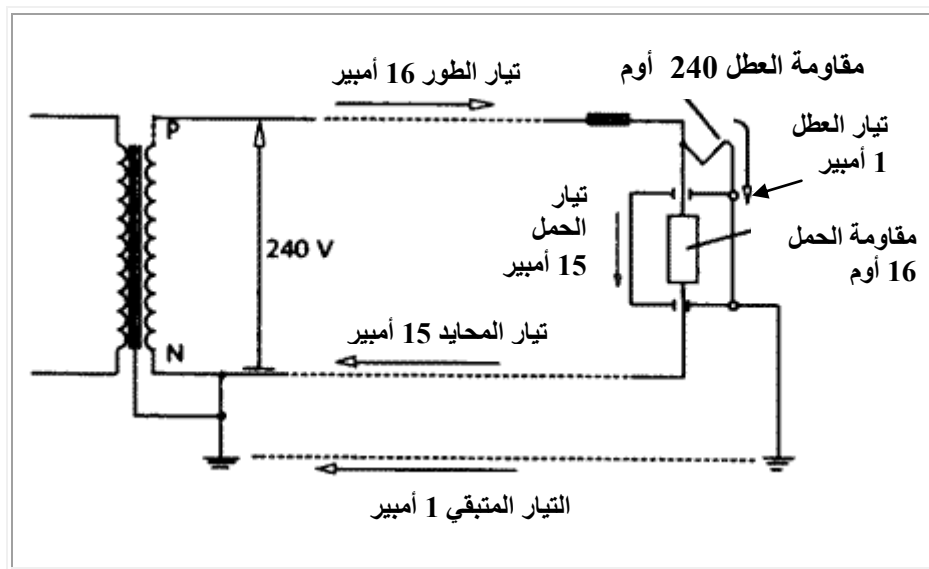 مقاومة العطل 240 أوم
تيار الطور 16 أمبير
تيار العطل
1 أمبير
P
240 V
تيار
الحمل
15 أمبير
مقاومة الحمل
16 أوم
تيار المحايد 15 أمبير
N
التيار المتبقي 1 أمبير